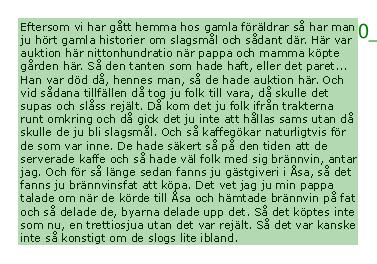 Eftersom vi har gått hemma hos gamla föräldrar så har man
ju hört gamla historier om slagsmål och sådant där. Här var
auktion här nittonhundratio när pappa och mamma köpte
gården här. Så den tanten som hade haft, eller det paret...
Han var död då, hennes man, så de hade auktion här. Och
vid sådana tillfällen då tog ju folk till vara, då skulle det
supas och slåss rejält. Då kom det ju folk ifrån trakterna
runt omkring och då gick det ju inte att hållas sams utan då
skulle de ju bli slagsmål. Och så kaffegökar naturligtvis för
de som var inne. De hade säkert så på den tiden att de
serverade kaffe och så hade väl folk med sig brännvin, antar
jag. Och för så länge sedan fanns ju gästgiveri i Åsa, så det
fanns ju brännvinsfat att köpa. Det vet jag ju min pappa
talade om när de körde till Åsa och hämtade brännvin på fat
och så delade de, byarna delade upp det. Så det köptes inte
som nu, en trettiosjua utan det var rejält. Så det var kanske
inte så konstigt om de slogs lite ibland.
0_